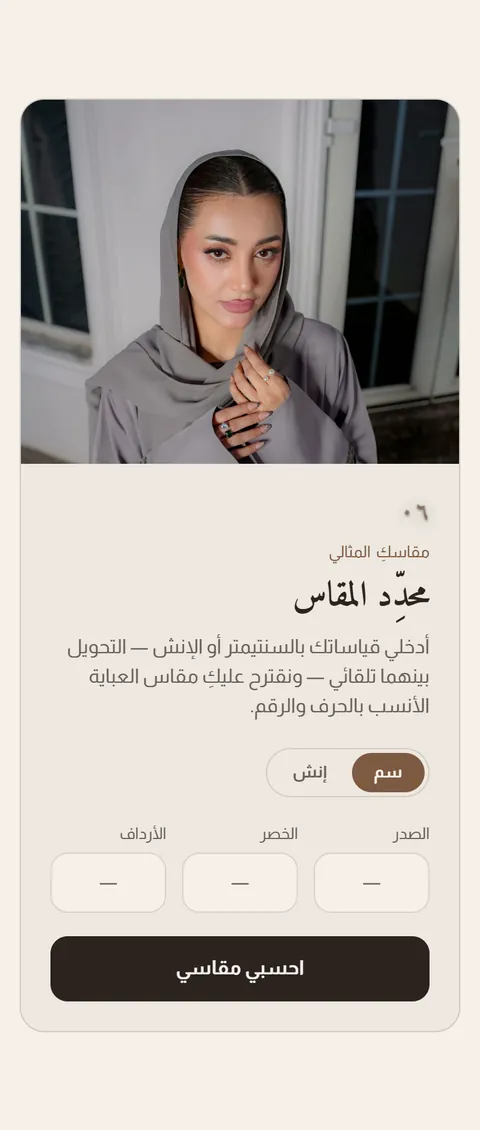 ٠٦
مقاسكِ المثالي
محدِّد المقاس
أدخلي قياساتك بالسنتيمتر أو الإنش — التحويل
بينهما تلقائي — ونقترح عليكِ مقاس العباية
الأنسب بالحرف والرقم.
سم إنش
الصدر الخصر الأرداف
— — —
احسبي مقاسي